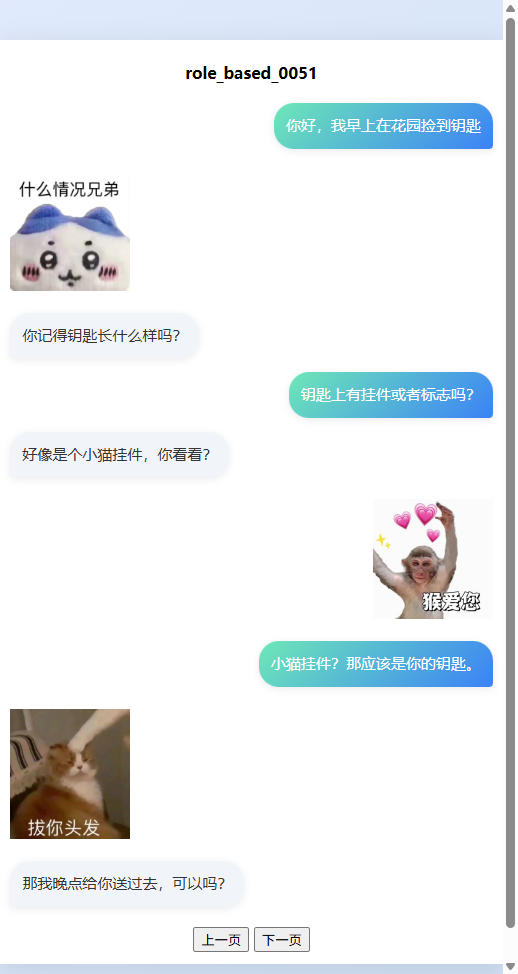 role_based_0051
你好，我早上在花园捡到钥匙
什么情况兄弟
你记得钥匙长什么样吗？
钥匙上有挂件或者标志吗？
好像是个小猫挂件，你看看？
猴爱您
小猫挂件？那应该是你的钥匙。
拔你头发
那我晚点给你送过去，可以吗？
上一页 下一页